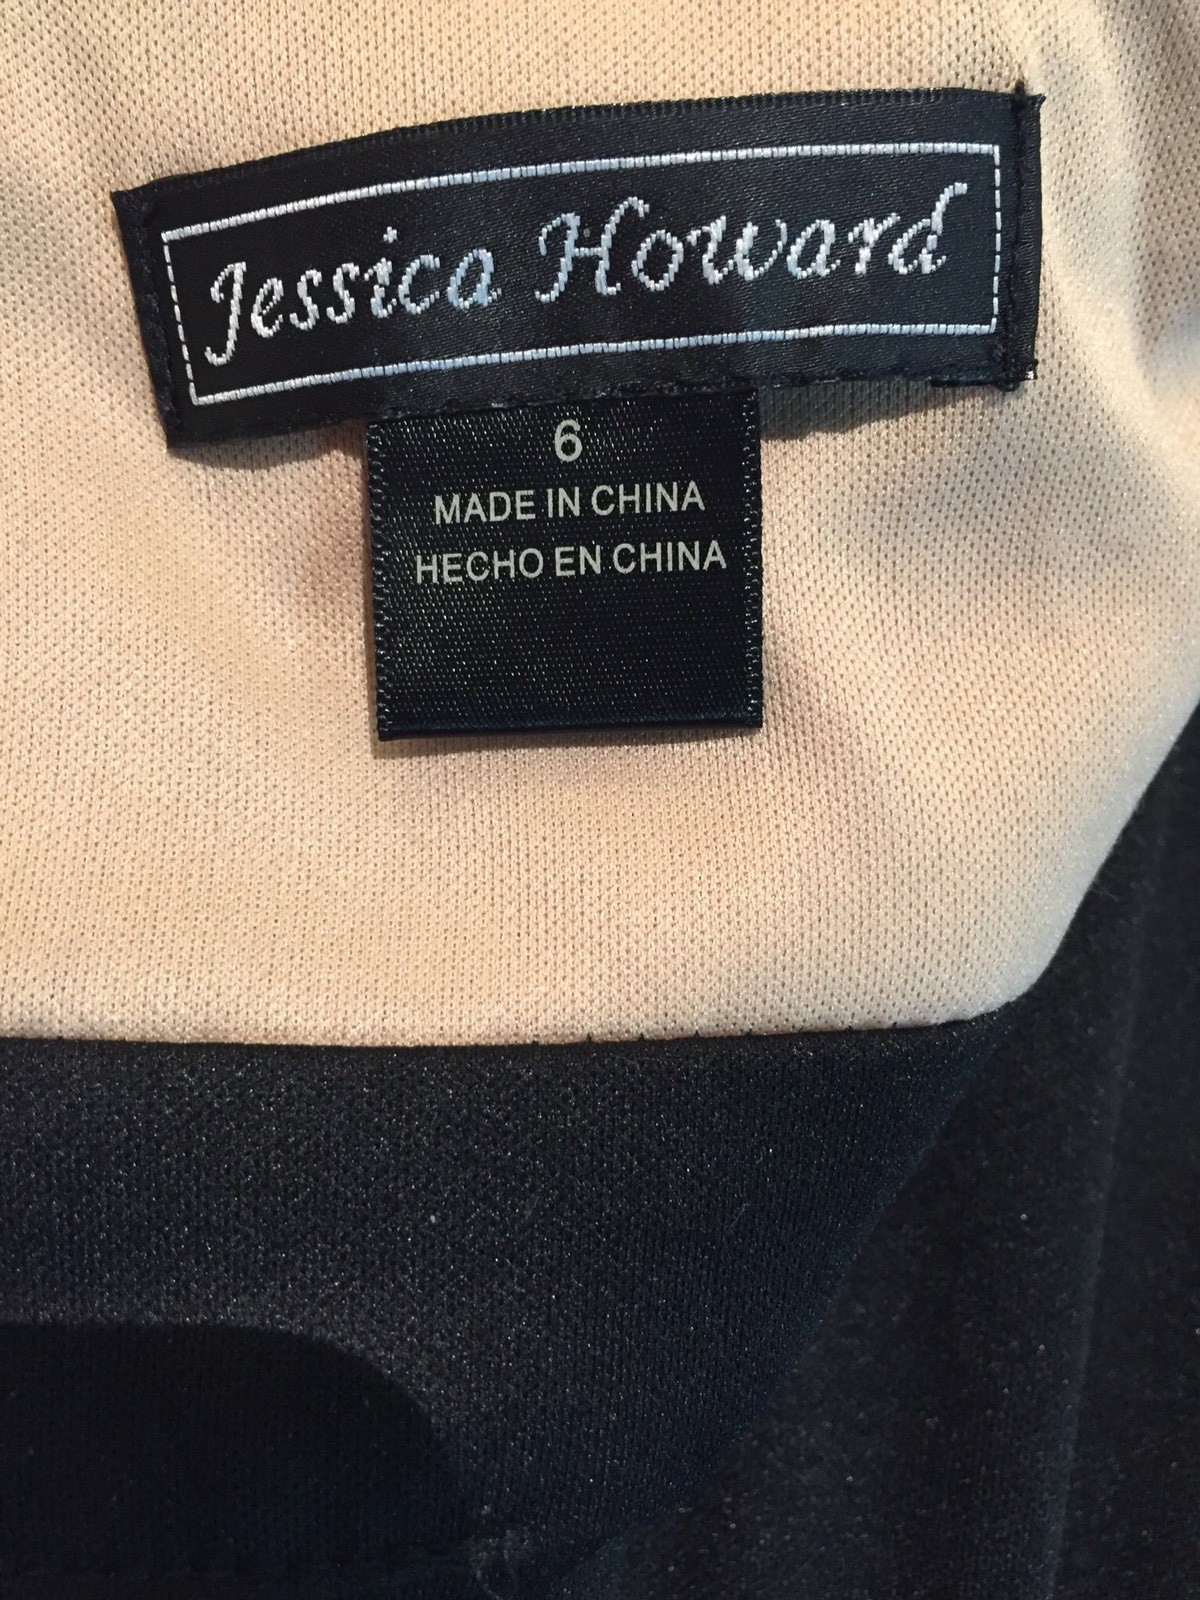 Jessica Howard
6
MADE IN CHINA
HECHO EN CHINA